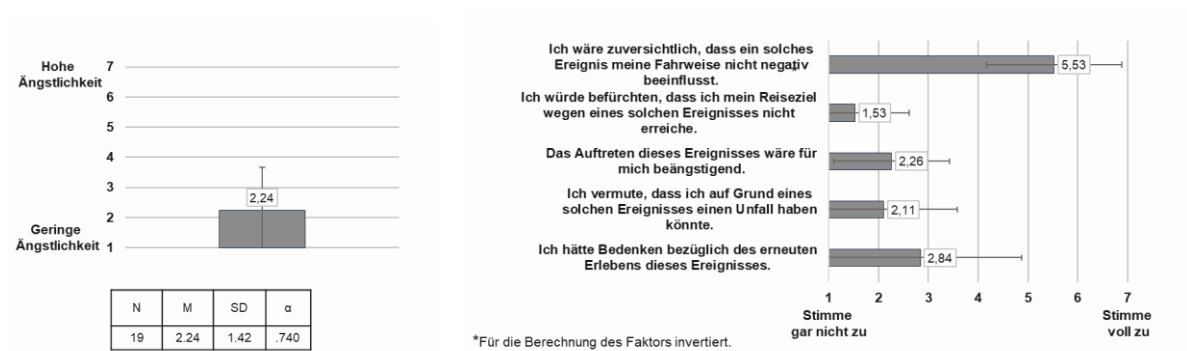 Hohe
Ängstlichkeit
7
6
5
4
3
2
1
2,24
Geringe
Ängstlichkeit
N M SD α
19 M 2.24 1.42 .740
Ich wäre zuversichtlich, dass ein solches
Ereignis meine Fahrweise nicht negativ
beeinflusst.*
5,53
Ich würde befürchten, dass ich mein Reiseziel
wegen eines solchen Ereignisses nicht
erreiche.
1,53
Das Auftreten dieses Ereignisses wäre für
mich beängstigend.
2,26
Ich vermute, dass ich auf Grund eines
solchen Ereignisses einen Unfall haben
könnte.
2,11
Ich hätte Bedenken bezüglich des erneuten
Erlebens dieses Ereignisses.
2,84
1 2 3 4 5 6 7
Stimme
gar nicht zu
Stimme
voll zu
*Für die Berechnung des Faktors invertiert.